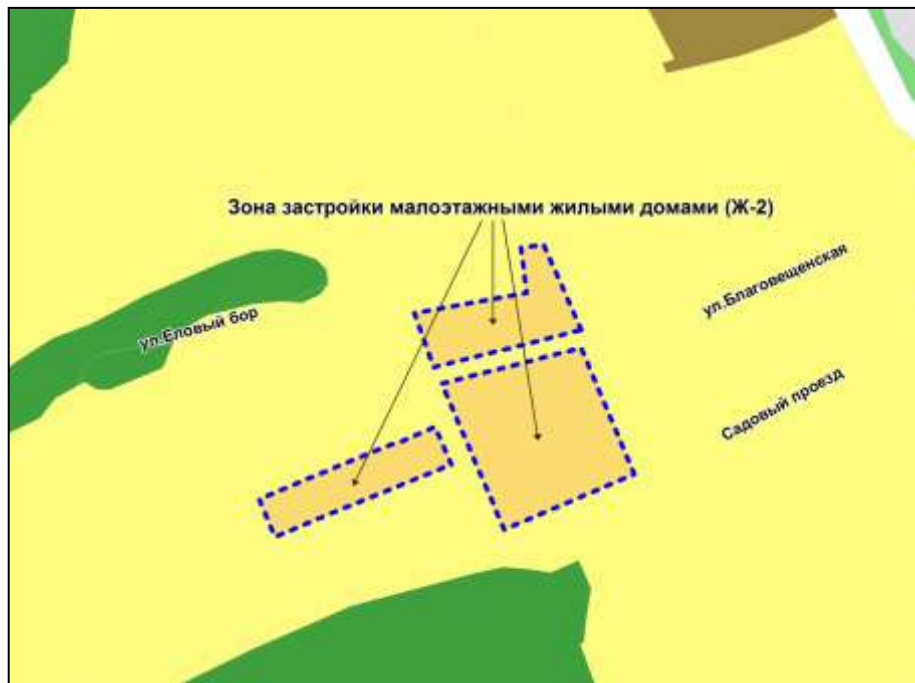 Зона застройки малоэтажными жилыми домами (Ж-2)
ул.Благовещенская
ул.Еловый бор
Садовый проезд